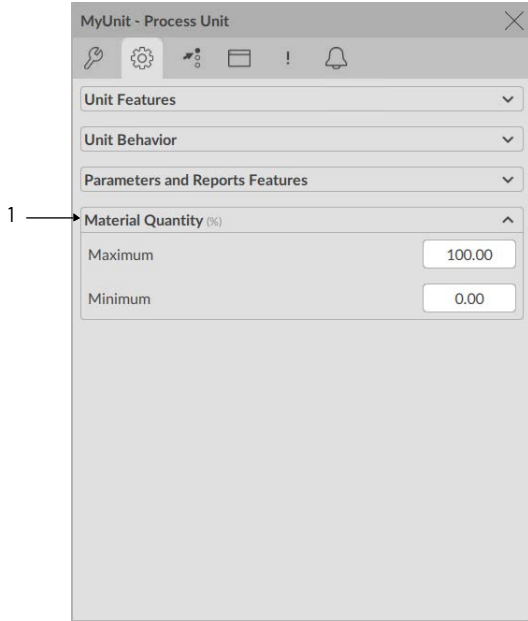 MyUnit - Process Unit
!
Unit Features
Unit Behavior
Parameters and Reports Features
1
Material Quantity (%)
Maximum 100.00
Minimum 0.00